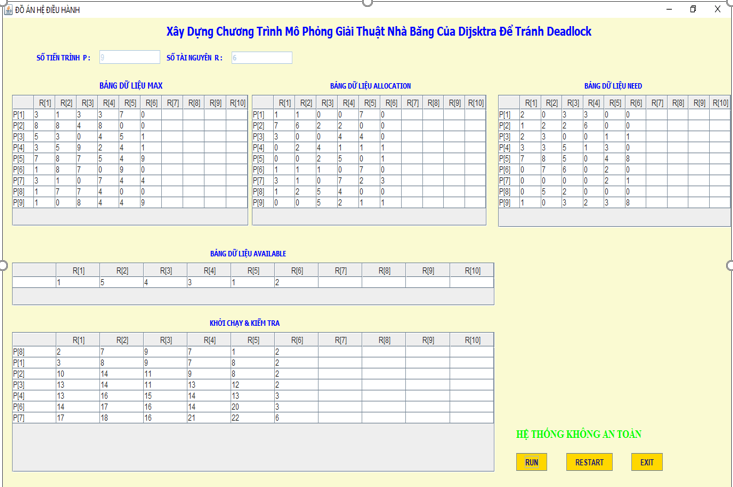 ĐỒ ÁN HỆ ĐIỀU HÀNH
Xây Dựng Chương Trình Mô Phỏng Giải Thuật Nhà Băng Của Dijsktra Để Tránh Deadlock
SỐ TIẾN TRÌNH P : 9 SỐ TÀI NGUYÊN R : 6
BẢNG DỮ LIỆU MAX
R[1] R[2] R[3] R[4] R[5] R[6] R[7] R[8] R[9] R[10]
P[1] 3 1 3 3 7 0
P[2] 8 8 4 8 0 0
P[3] 5 3 0 4 5 1
P[4] 3 5 9 2 4 1
P[5] 7 8 7 5 4 9
P[6] 1 8 7 0 9 0
P[7] 3 1 0 7 4 4
P[8] 1 7 7 4 0 0
P[9] 1 0 8 4 4 9
BẢNG DỮ LIỆU ALLOCATION
R[1] R[2] R[3] R[4] R[5] R[6] R[7] R[8] R[9] R[10]
P[1] 1 1 0 0 7 0
P[2] 7 6 2 2 0 0
P[3] 3 0 0 4 4 0
P[4] 0 2 4 1 1 1
P[5] 0 0 2 5 0 1
P[6] 1 1 1 0 7 0
P[7] 3 1 0 7 2 3
P[8] 1 2 5 4 0 0
P[9] 0 0 5 2 1 1
BẢNG DỮ LIỆU NEED
R[1] R[2] R[3] R[4] R[5] R[6] R[7] R[8] R[9] R[10]
P[1] 2 0 3 3 0 0
P[2] 1 2 2 6 0 0
P[3] 2 3 0 0 1 1
P[4] 3 3 5 1 3 0
P[5] 7 8 5 0 4 8
P[6] 0 7 6 0 2 0
P[7] 0 0 0 0 2 1
P[8] 0 5 2 0 0 0
P[9] 1 0 3 2 3 8
BẢNG DỮ LIỆU AVAILABLE
R[1] R[2] R[3] R[4] R[5] R[6] R[7] R[8] R[9] R[10]
1 5 4 3 1 2
KHỞI CHẠY & KIỂM TRA
R[1] R[2] R[3] R[4] R[5] R[6] R[7] R[8] R[9] R[10]
P[8] 2 7 9 7 1 2
P[1] 3 8 9 7 8 2
P[2] 10 14 11 9 8 2
P[3] 13 14 11 13 12 2
P[4] 13 16 15 14 13 3
P[6] 14 17 16 14 20 3
P[7] 17 18 16 21 22 6
HỆ THỐNG KHÔNG AN TOÀN
RUN RESTART EXIT